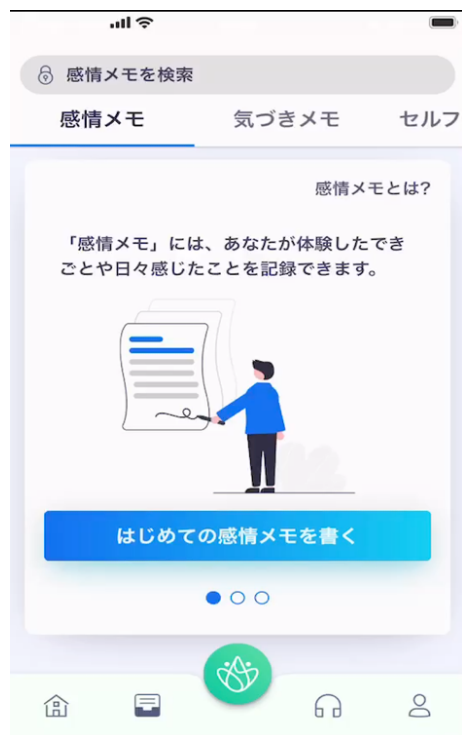 感情メモを検索
感情メモ 気づきメモ セルフ
感情メモとは?
「感情メモ」には、あなたが体験したでき
ごとや日々感じたことを記録できます。
はじめての感情メモを書く